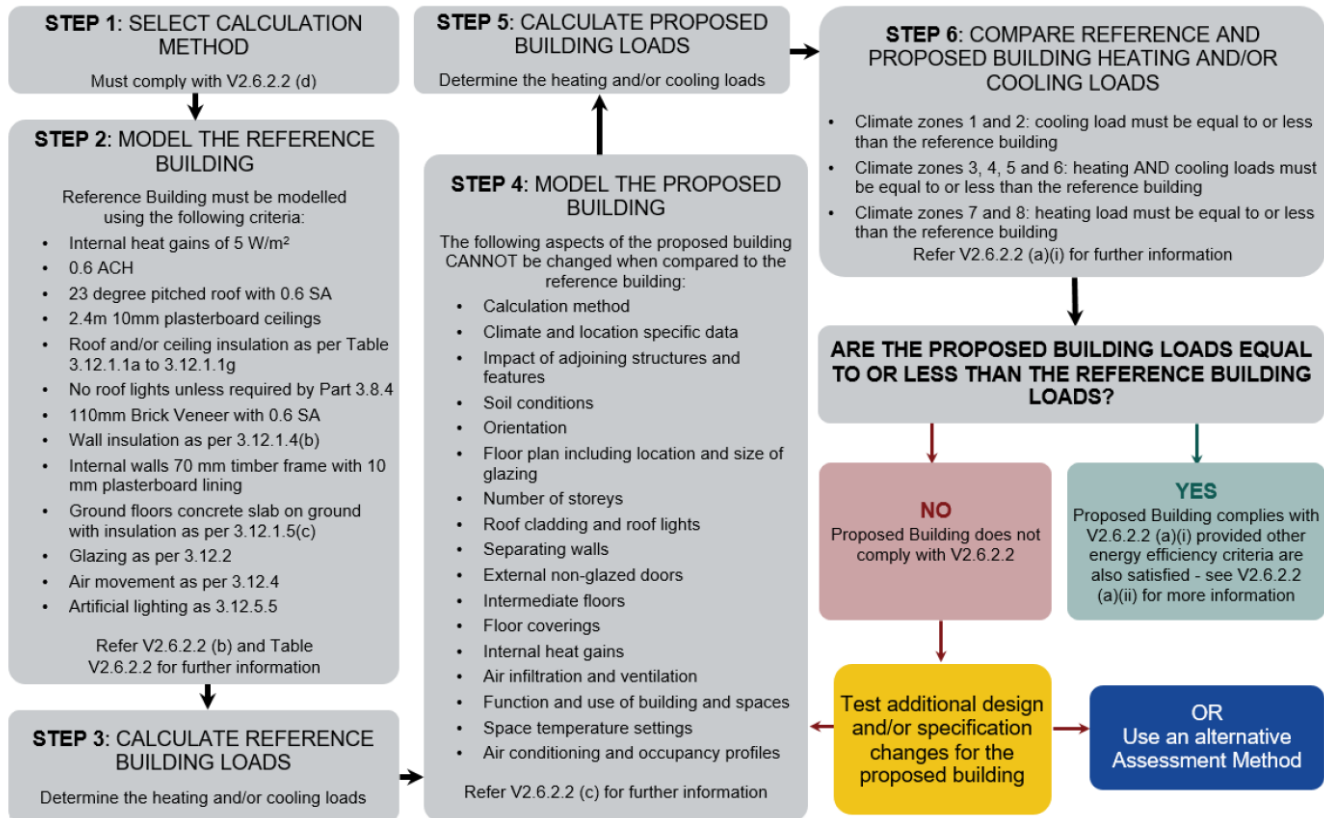 STEP 1: SELECT CALCULATION
METHOD
Must comply with V2.6.2.2 (d)
STEP 2: MODEL THE REFERENCE
BUILDING
Reference Building must be modelled
using the following criteria:
• Internal heat gains of 5 W/m²
• 0.6 ACH
• 23 degree pitched roof with 0.6 SA
• 2.4m 10mm plasterboard ceilings
• Roof and/or ceiling insulation as per Table
3.12.1.1a to 3.12.1.1g
• No roof lights unless required by Part 3.8.4
• 110mm Brick Veneer with 0.6 SA
• Wall insulation as per 3.12.1.4(b)
• Internal walls 70 mm timber frame with 10
mm plasterboard lining
• Ground floors concrete slab on ground
with insulation as per 3.12.1.5(c)
• Glazing as per 3.12.2
• Air movement as per 3.12.4
• Artificial lighting as 3.12.5.5
Refer V2.6.2.2 (b) and Table
V2.6.2.2 for further information
STEP 3: CALCULATE REFERENCE
BUILDING LOADS
Determine the heating and/or cooling loads
STEP 5: CALCULATE PROPOSED
BUILDING LOADS
Determine the heating and/or cooling loads
STEP 4: MODEL THE PROPOSED
BUILDING
The following aspects of the proposed building
CANNOT be changed when compared to the
reference building:
• Calculation method
• Climate and location specific data
• Impact of adjoining structures and
features
• Soil conditions
• Orientation
• Floor plan including location and size of
glazing
• Number of storeys
• Roof cladding and roof lights
• Separating walls
• External non-glazed doors
• Intermediate floors
• Floor coverings
• Internal heat gains
• Air infiltration and ventilation
• Function and use of building and spaces
• Space temperature settings
• Air conditioning and occupancy profiles
Refer V2.6.2.2 (c) for further information
STEP 6: COMPARE REFERENCE AND
PROPOSED BUILDING HEATING AND/OR
COOLING LOADS
• Climate zones 1 and 2: cooling load must be equal to or less
than the reference building
• Climate zones 3, 4, 5 and 6: heating AND cooling loads must
be equal to or less than the reference building
• Climate zones 7 and 8: heating load must be equal to or less
than the reference building
Refer V2.6.2.2 (a)(i) for further information
ARE THE PROPOSED BUILDING LOADS EQUAL
TO OR LESS THAN THE REFERENCE BUILDING
LOADS?
NO
Proposed Building does not
comply with V2.6.2.2
YES
Proposed Building complies with
V2.6.2.2 (a)(i) provided other
energy efficiency criteria are
also satisfied - see V2.6.2.2
(a)(ii) for more information
Test additional design
and/or specification
changes for the
proposed building
OR
Use an alternative
Assessment Method